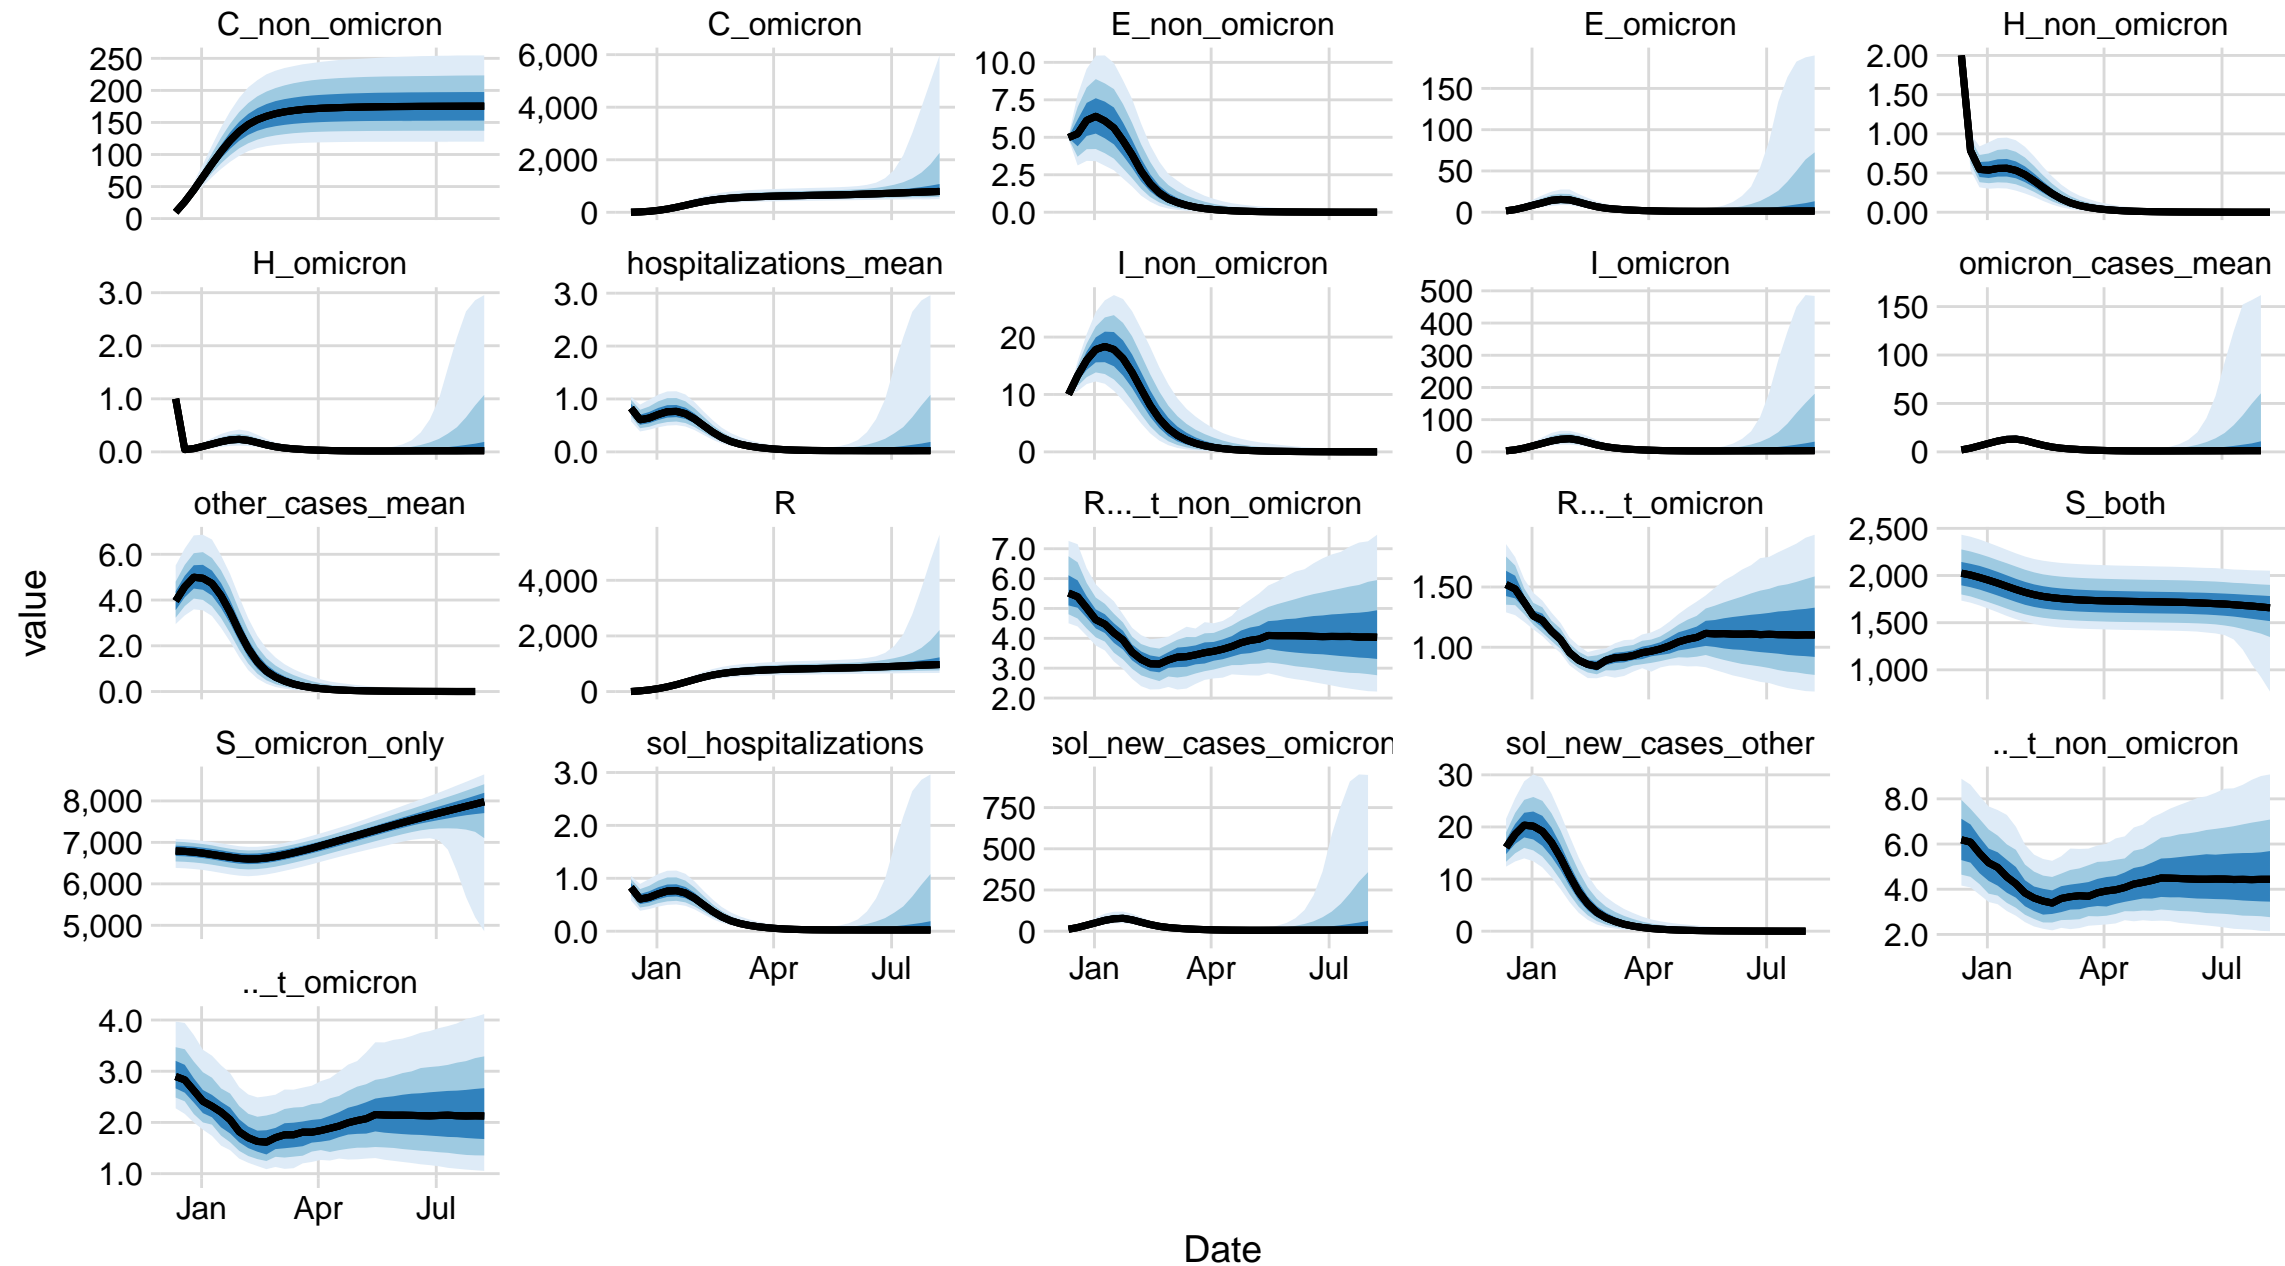 C_non_omicron C_omicron E_non_omicron E_omicron H_non_omicron
250 200 150 100 50 0
6,000 4,000 2,000 0
10.0 7.5 5.0 2.5 0.0
150 100 50 0
2.00 1.50 1.00 0.50 0.00
H_omicron hospitalizations_mean I_non_omicron I_omicron omicron_cases_mean
3.0 2.0 1.0 0.0
3.0 2.0 1.0 0.0
20 10 0
500 400 300 200 100 0
150 100 50 0
other_cases_mean R R..._t_non_omicron R..._t_omicron S_both
6.0 4.0 2.0 0.0
4,000 2,000 0
7.0 6.0 5.0 4.0 3.0 2.0
1.50 1.00
2,500 2,000 1,500 1,000
value
S_omicron_only sol_hospitalizations sol_new_cases_omicron sol_new_cases_other .._t_non_omicron
8,000 7,000 6,000 5,000
3.0 2.0 1.0 0.0
750 500 250 0
30 20 10 0
8.0 6.0 4.0 2.0
Jan Apr Jul Jan Apr Jul Jan Apr Jul Jan Apr Jul
.._t_omicron
4.0 3.0 2.0 1.0
Jan Apr Jul
Date